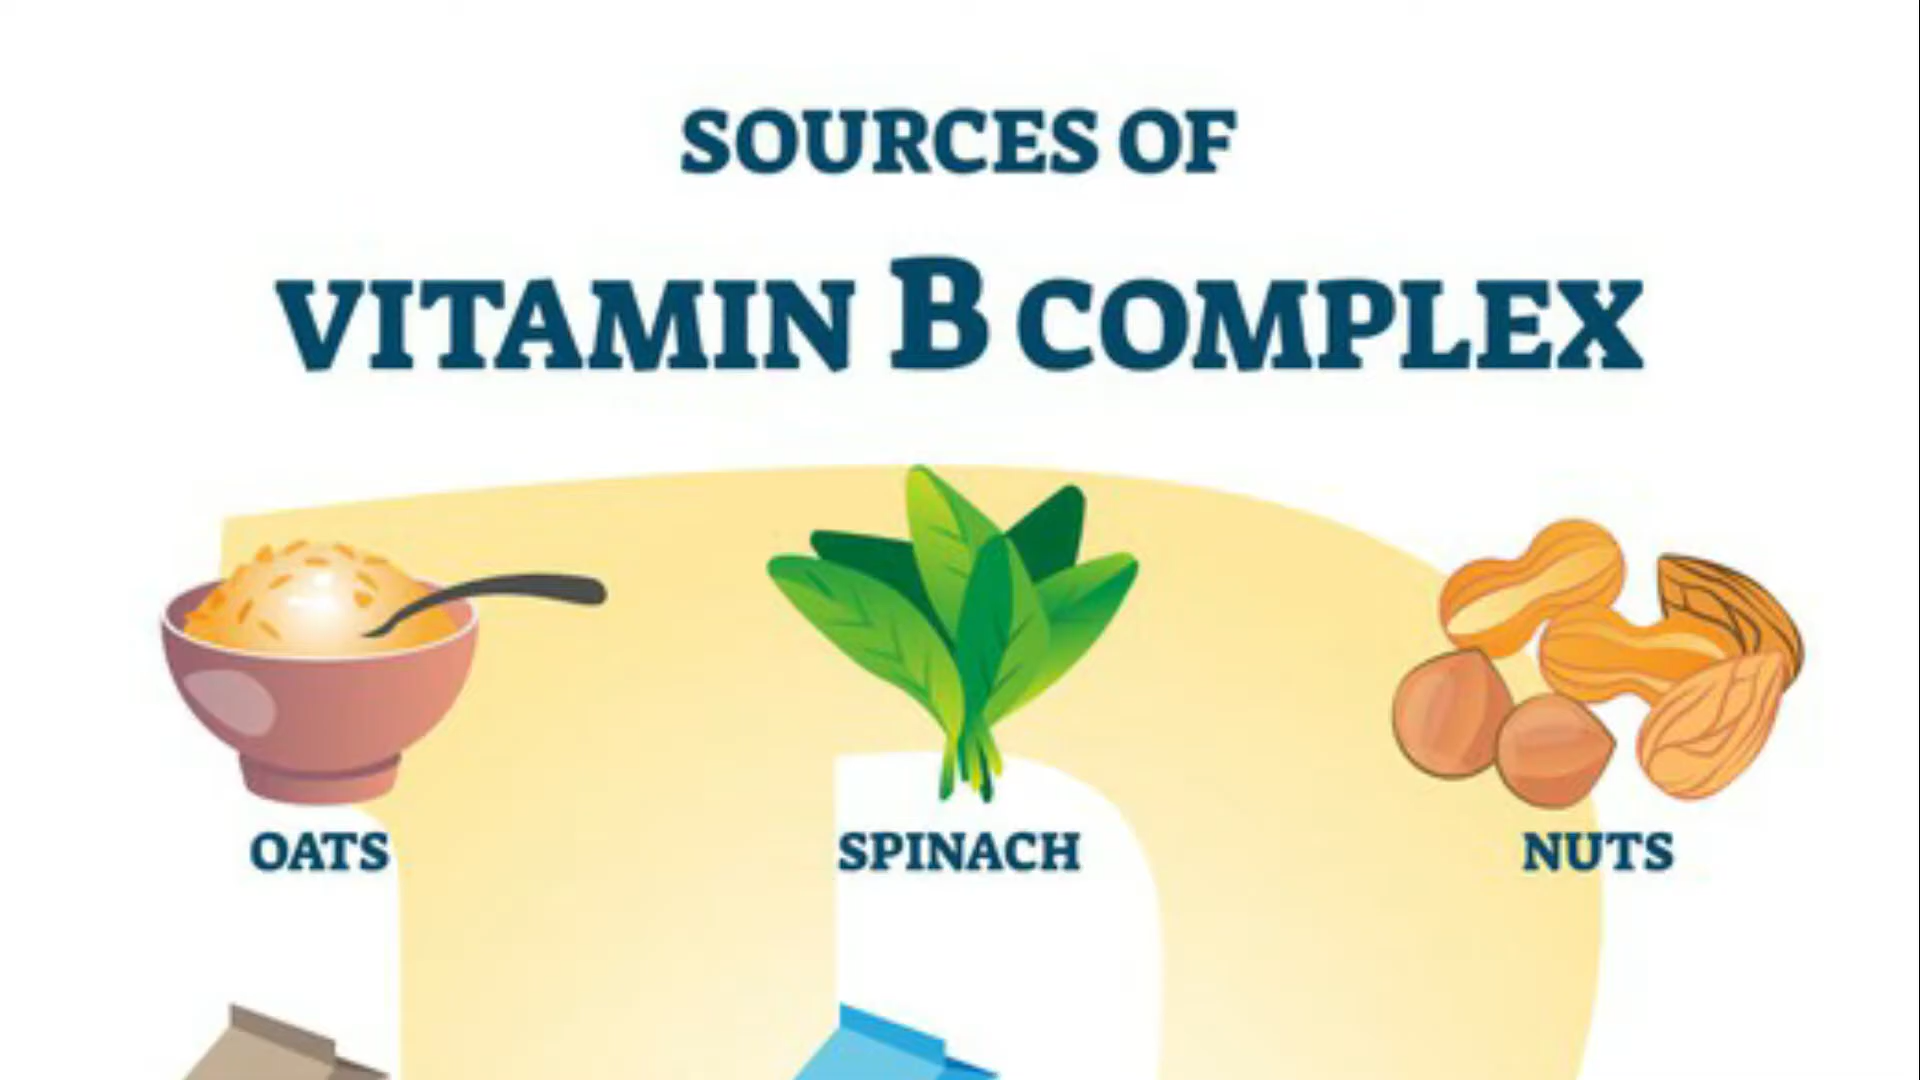 SOURCES OF
VITAMIN B COMPLEX
OATS
SPINACH
NUTS